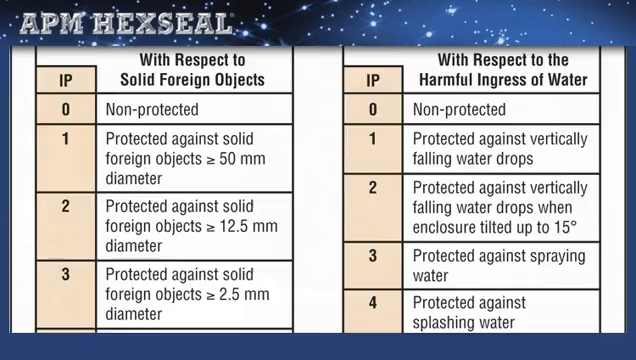 APM HEXSEAL®
With Respect to
Solid Foreign Objects
IP
0 Non-protected
1 Protected against solid
foreign objects ≥ 50 mm
diameter
2 Protected against solid
foreign objects ≥ 12.5 mm
diameter
3 Protected against solid
foreign objects ≥ 2.5 mm
diameter
With Respect to the
Harmful Ingress of Water
IP
0 Non-protected
1 Protected against vertically
falling water drops
2 Protected against vertically
falling water drops when
enclosure tilted up to 15°
3 Protected against spraying
water
4 Protected against
splashing water